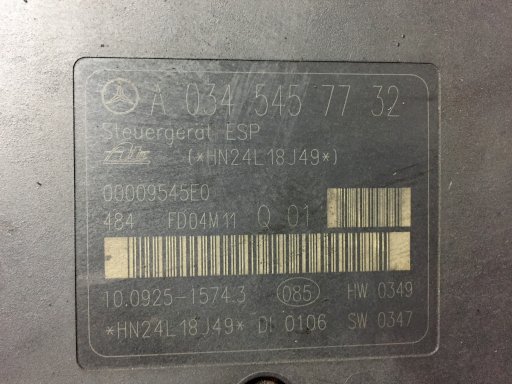 A 034 545 77 32
Steuergerät ESP
Ate (*HN24L18J49*)
00009545E0
484 FD04M11 Q 01
10.0925-1574.3 085 HW 0349
*HN24L18J49* DI 0106 SW 0347